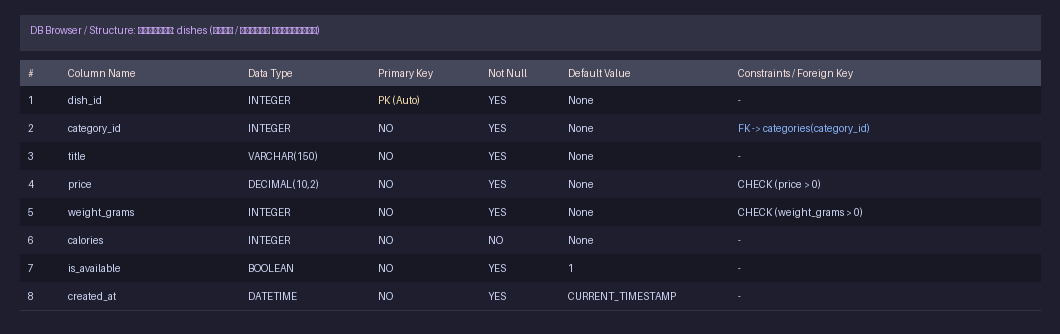 DB Browser / Structure: : dishes ( / )
# Column Name Data Type Primary Key Not Null Default Value Constraints / Foreign Key
1 dish_id INTEGER PK (Auto) YES None -
2 category_id INTEGER NO YES None FK -> categories(category_id)
3 title VARCHAR(150) NO YES None -
4 price DECIMAL(10,2) NO YES None CHECK (price > 0)
5 weight_grams INTEGER NO YES None CHECK (weight_grams > 0)
6 calories INTEGER NO NO None -
7 is_available BOOLEAN NO YES 1 -
8 created_at DATETIME NO YES CURRENT_TIMESTAMP -